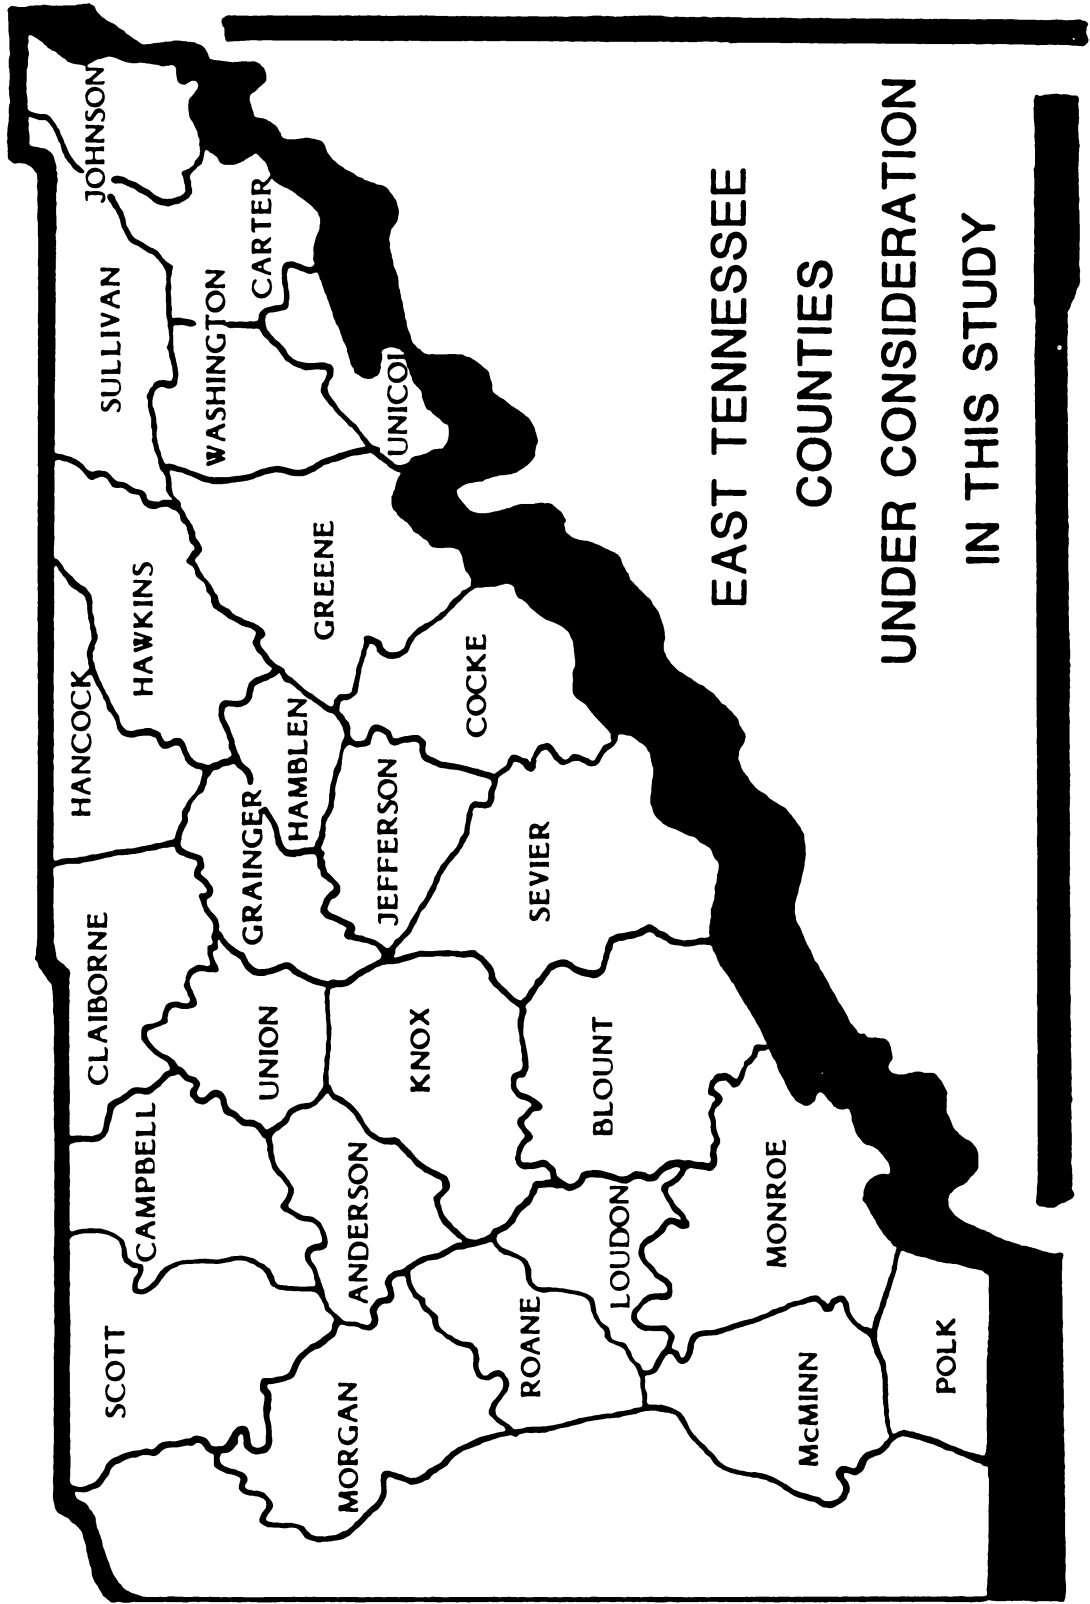 EAST TENNESSEE
COUNTIES
UNDER CONSIDERATION
IN THIS STUDY
SCOTT
CAMPBELL
CLAIBORNE
HANCOCK
HAWKINS
SULLIVAN
JOHNSON
MORGAN
ANDERSON
UNION
GRAINGER
HAMBLEN
GREENE
WASHINGTON
CARTER
UNICOI
ROANE
KNOX
JEFFERSON
COCKE
LOUDON
BLOUNT
SEVIER
McMINN
MONROE
POLK